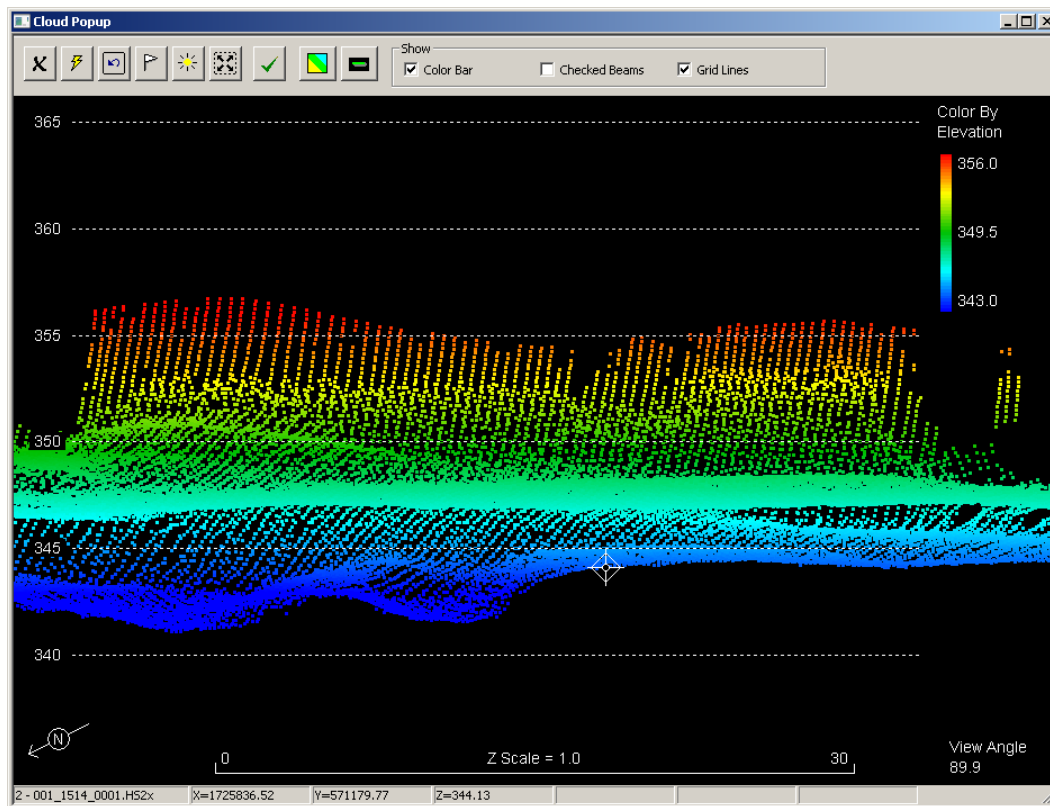 Cloud Popup
Show
Color Bar
Checked Beams
Grid Lines
Color By
Elevation
356.0
349.5
343.0
365
360
355
350
345
340
N
0
Z Scale = 1.0
30
View Angle
89.9
2 - 001_1514_0001.HS2x
X=1725836.52
Y=571179.77
Z=344.13